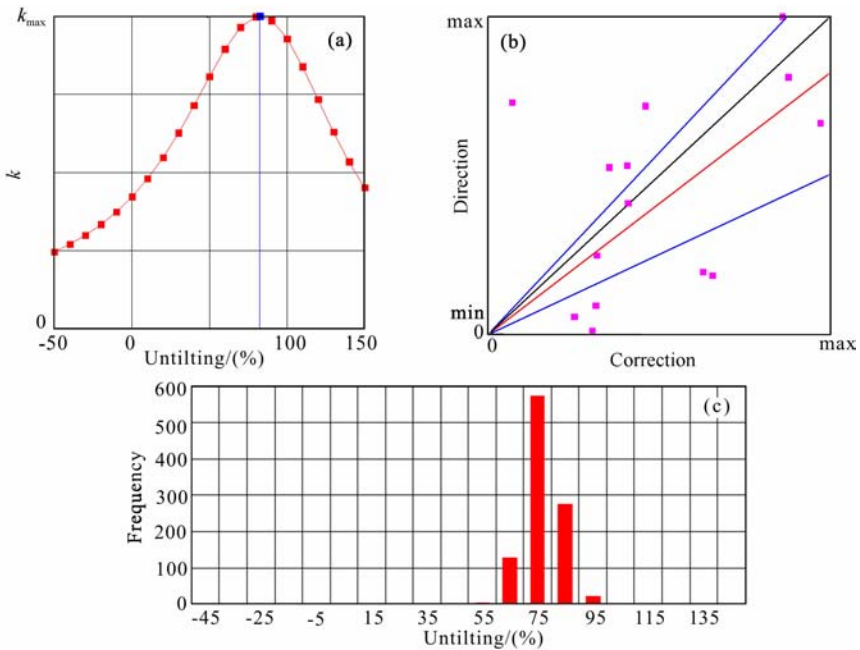 k max
(a)
k
0
-50 0 100 150
Untilting/(%)
max
(b)
Direction
min
0
0 max
Correction
600
500
400
300
200
100
0
(c)
Frequency
-45 -25 -5 15 35 55 75 95 115 135
Untilting/(%)